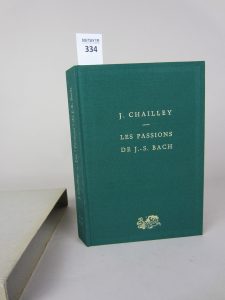 334
J. CHAILLEY
LES PASSIONS
DE J.-S. BACH